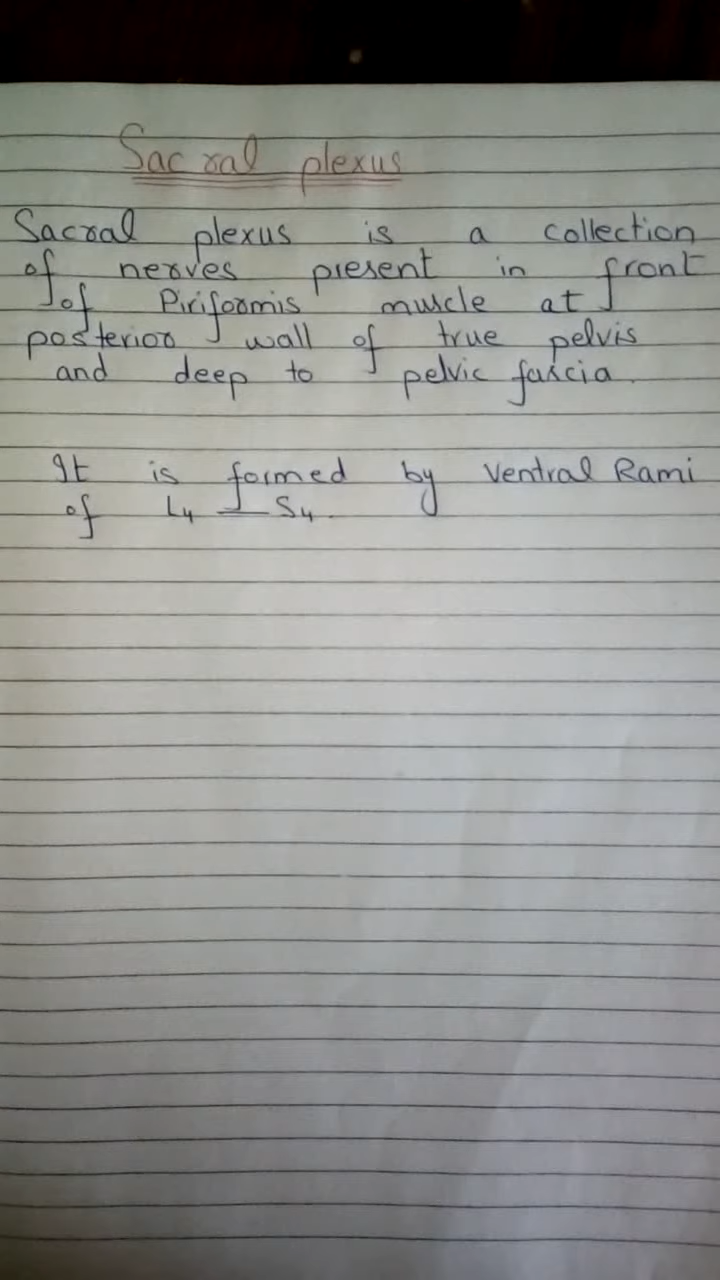 Sacral plexus
Sacral plexus is a collection
of nerves present in front
of Piriformis muscle at
posterior wall of true pelvis
and deep to pelvic fascia.
It is formed by Ventral Rami
of L4 - S4.